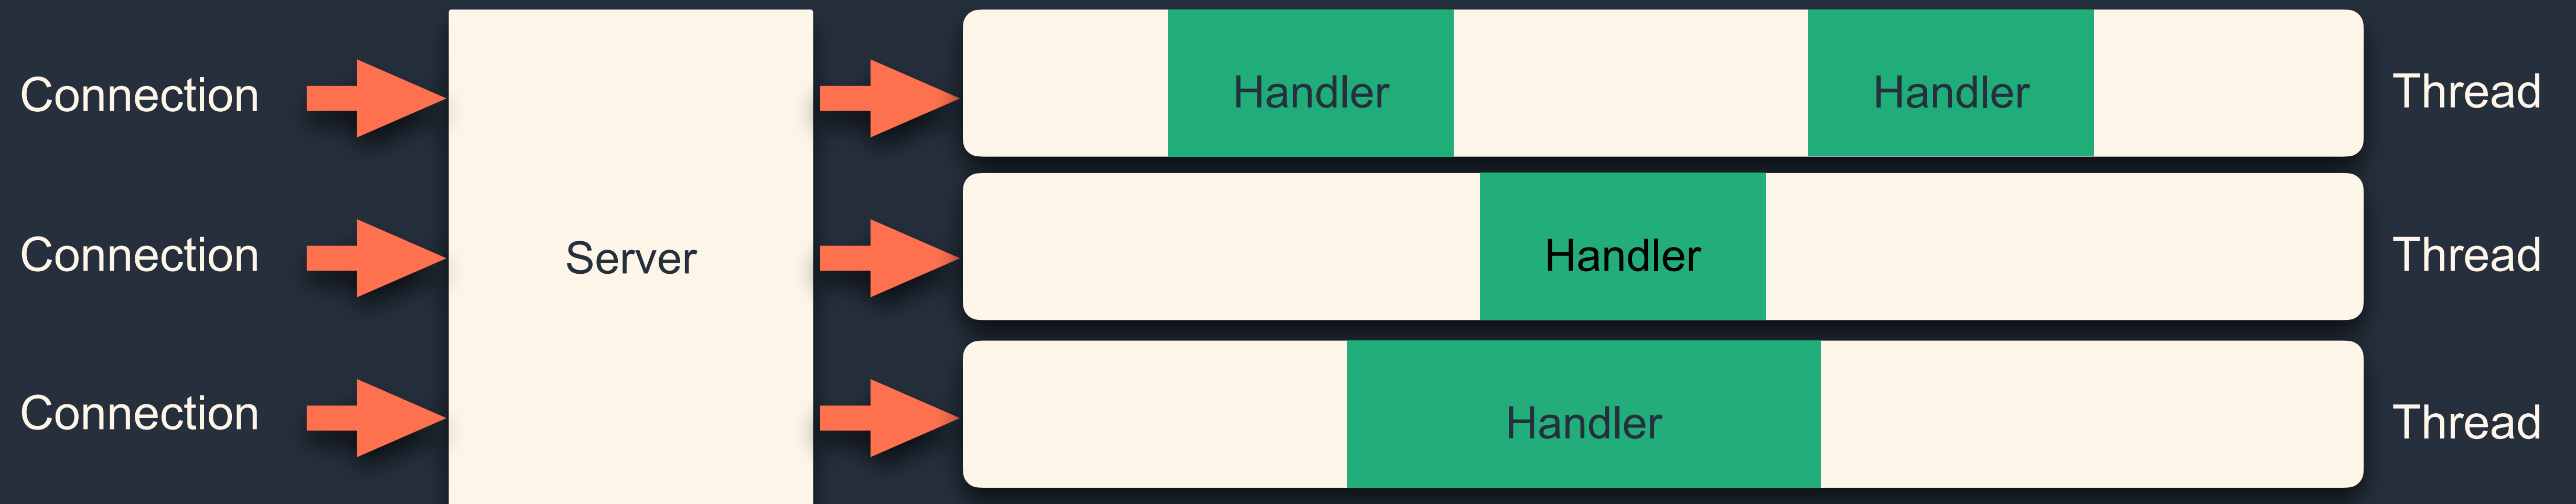 Connection
Handler
Handler
Thread
Connection
Server
Handler
Thread
Connection
Handler
Thread